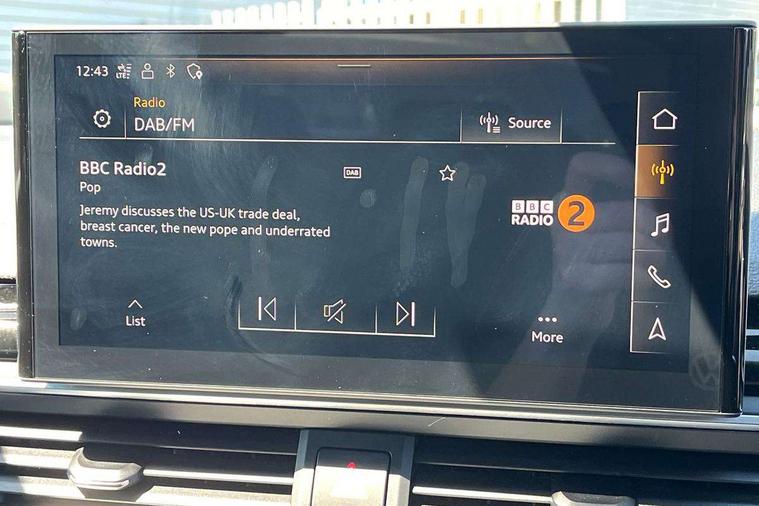 12:43 LTE
Radio
DAB/FM
Source
BBC Radio2
DAB
Pop
Jeremy discusses the US-UK trade deal,
breast cancer, the new pope and underrated
towns.
BBC
RADIO 2
List
More